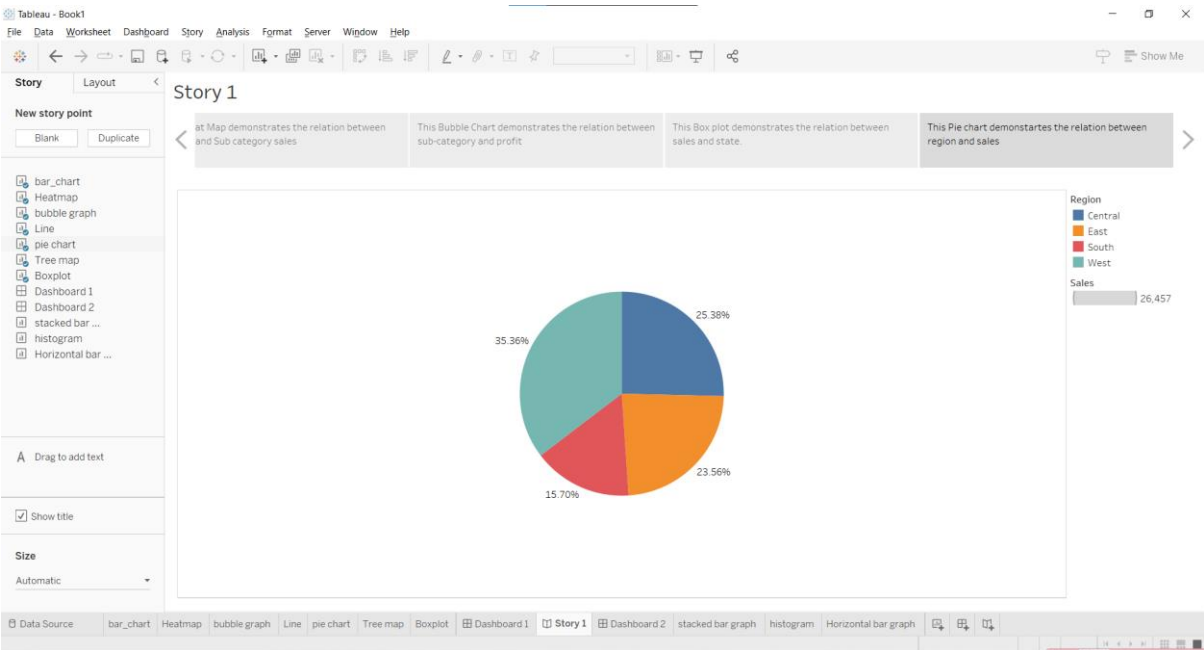 Tableau - Book1
File Data Worksheet Dashboard Story Analysis Format Server Window Help
Show Me
Story Layout
New story point
Blank Duplicate
bar_chart
Heatmap
bubble graph
Line
pie chart
Tree map
Boxplot
Dashboard 1
Dashboard 2
stacked bar ...
histogram
Horizontal bar ...
A Drag to add text
Show title
Size
Automatic
Story 1
at Map demonstrates the relation between
and Sub category sales
This Bubble Chart demonstrates the relation between
sub-category and profit
This Box plot demonstrates the relation between
sales and state.
This Pie chart demonstartes the relation between
region and sales
25.38%
35.36%
23.56%
15.70%
Region
Central
East
South
West
Sales
26,457
Data Source bar_chart Heatmap bubble graph Line pie chart Tree map Boxplot Dashboard 1 Story 1 Dashboard 2 stacked bar graph histogram Horizontal bar graph